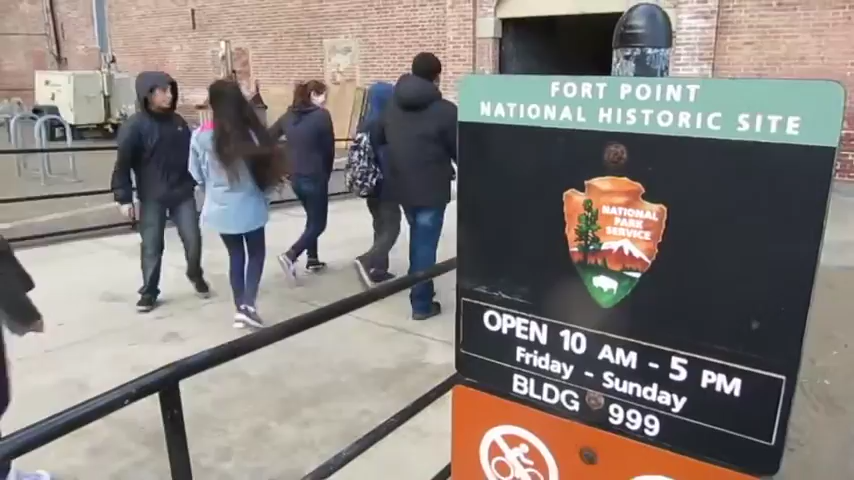 FORT POINT
NATIONAL HISTORIC SITE
NATIONAL
PARK
SERVICE
OPEN 10 AM - 5 PM
Friday - Sunday
BLDG 999